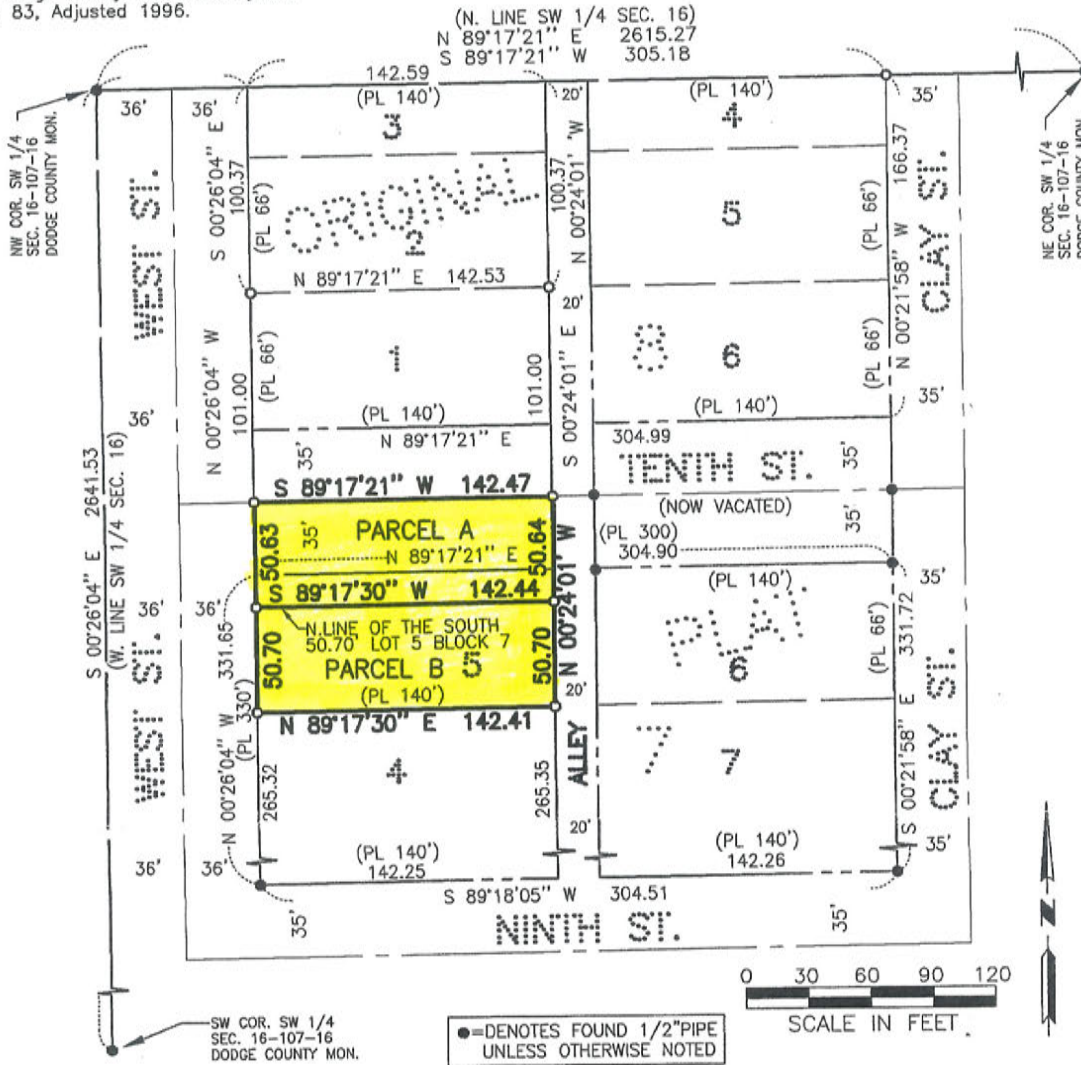 83, Adjusted 1996.
(N. LINE SW 1/4 SEC. 16)
N 89°17'21" E 2615.27
S 89°17'21" W 305.18
142.59
(PL 140')
(PL 140')
36'
36'
20'
35'
NW COR. SW 1/4
SEC. 16-107-16
DODGE COUNTY MON.
NE COR. SW 1/4
SEC. 16-107-16
DODGE COUNTY MON.
3
4
WEST ST.
S 00°26'04" E
100.37
(PL 66')
ORIGINAL
2
100.37
N 00°24'01" W
5
(PL 66')
N 00°21'58" W 166.37
CLAY ST.
N 89°17'21" E 142.53
20'
N 00°26'04" W
101.00
(PL 66')
1
101.00
S 00°24'01" E
8
6
(PL 66')
35'
36'
(PL 140')
(PL 140')
N 89°17'21" E
304.99
35'
TENTH ST.
35'
S 89°17'21" W 142.47
(NOW VACATED)
S 00°26'04" E 2641.53
(W. LINE SW 1/4 SEC. 16)
50.63
35'
PARCEL A
50.64
N 89°17'21" E
(PL 300)
304.90
35'
S 89°17'30" W 142.44
(PL 140')
35'
36'
36'
N.LINE OF THE SOUTH
50.70' LOT 5 BLOCK 7
PLAT
6
(PL 66')
331.72
331.65
50.70
PARCEL B 5
50.70
N 00°24'01" W
(PL 140')
20'
N 89°17'30" E 142.41
WEST ST.
N 00°26'04" W
(PL 330')
265.32
4
265.35
ALLEY
7
7
S 00°21'58" E
CLAY ST.
20'
36'
36'
(PL 140')
142.25
(PL 140')
142.26
35'
S 89°18'05" W 304.51
35'
NINTH ST.
35'
N
0 30 60 90 120
SCALE IN FEET
SW COR. SW 1/4
SEC. 16-107-16
DODGE COUNTY MON.
=DENOTES FOUND 1/2"PIPE
UNLESS OTHERWISE NOTED